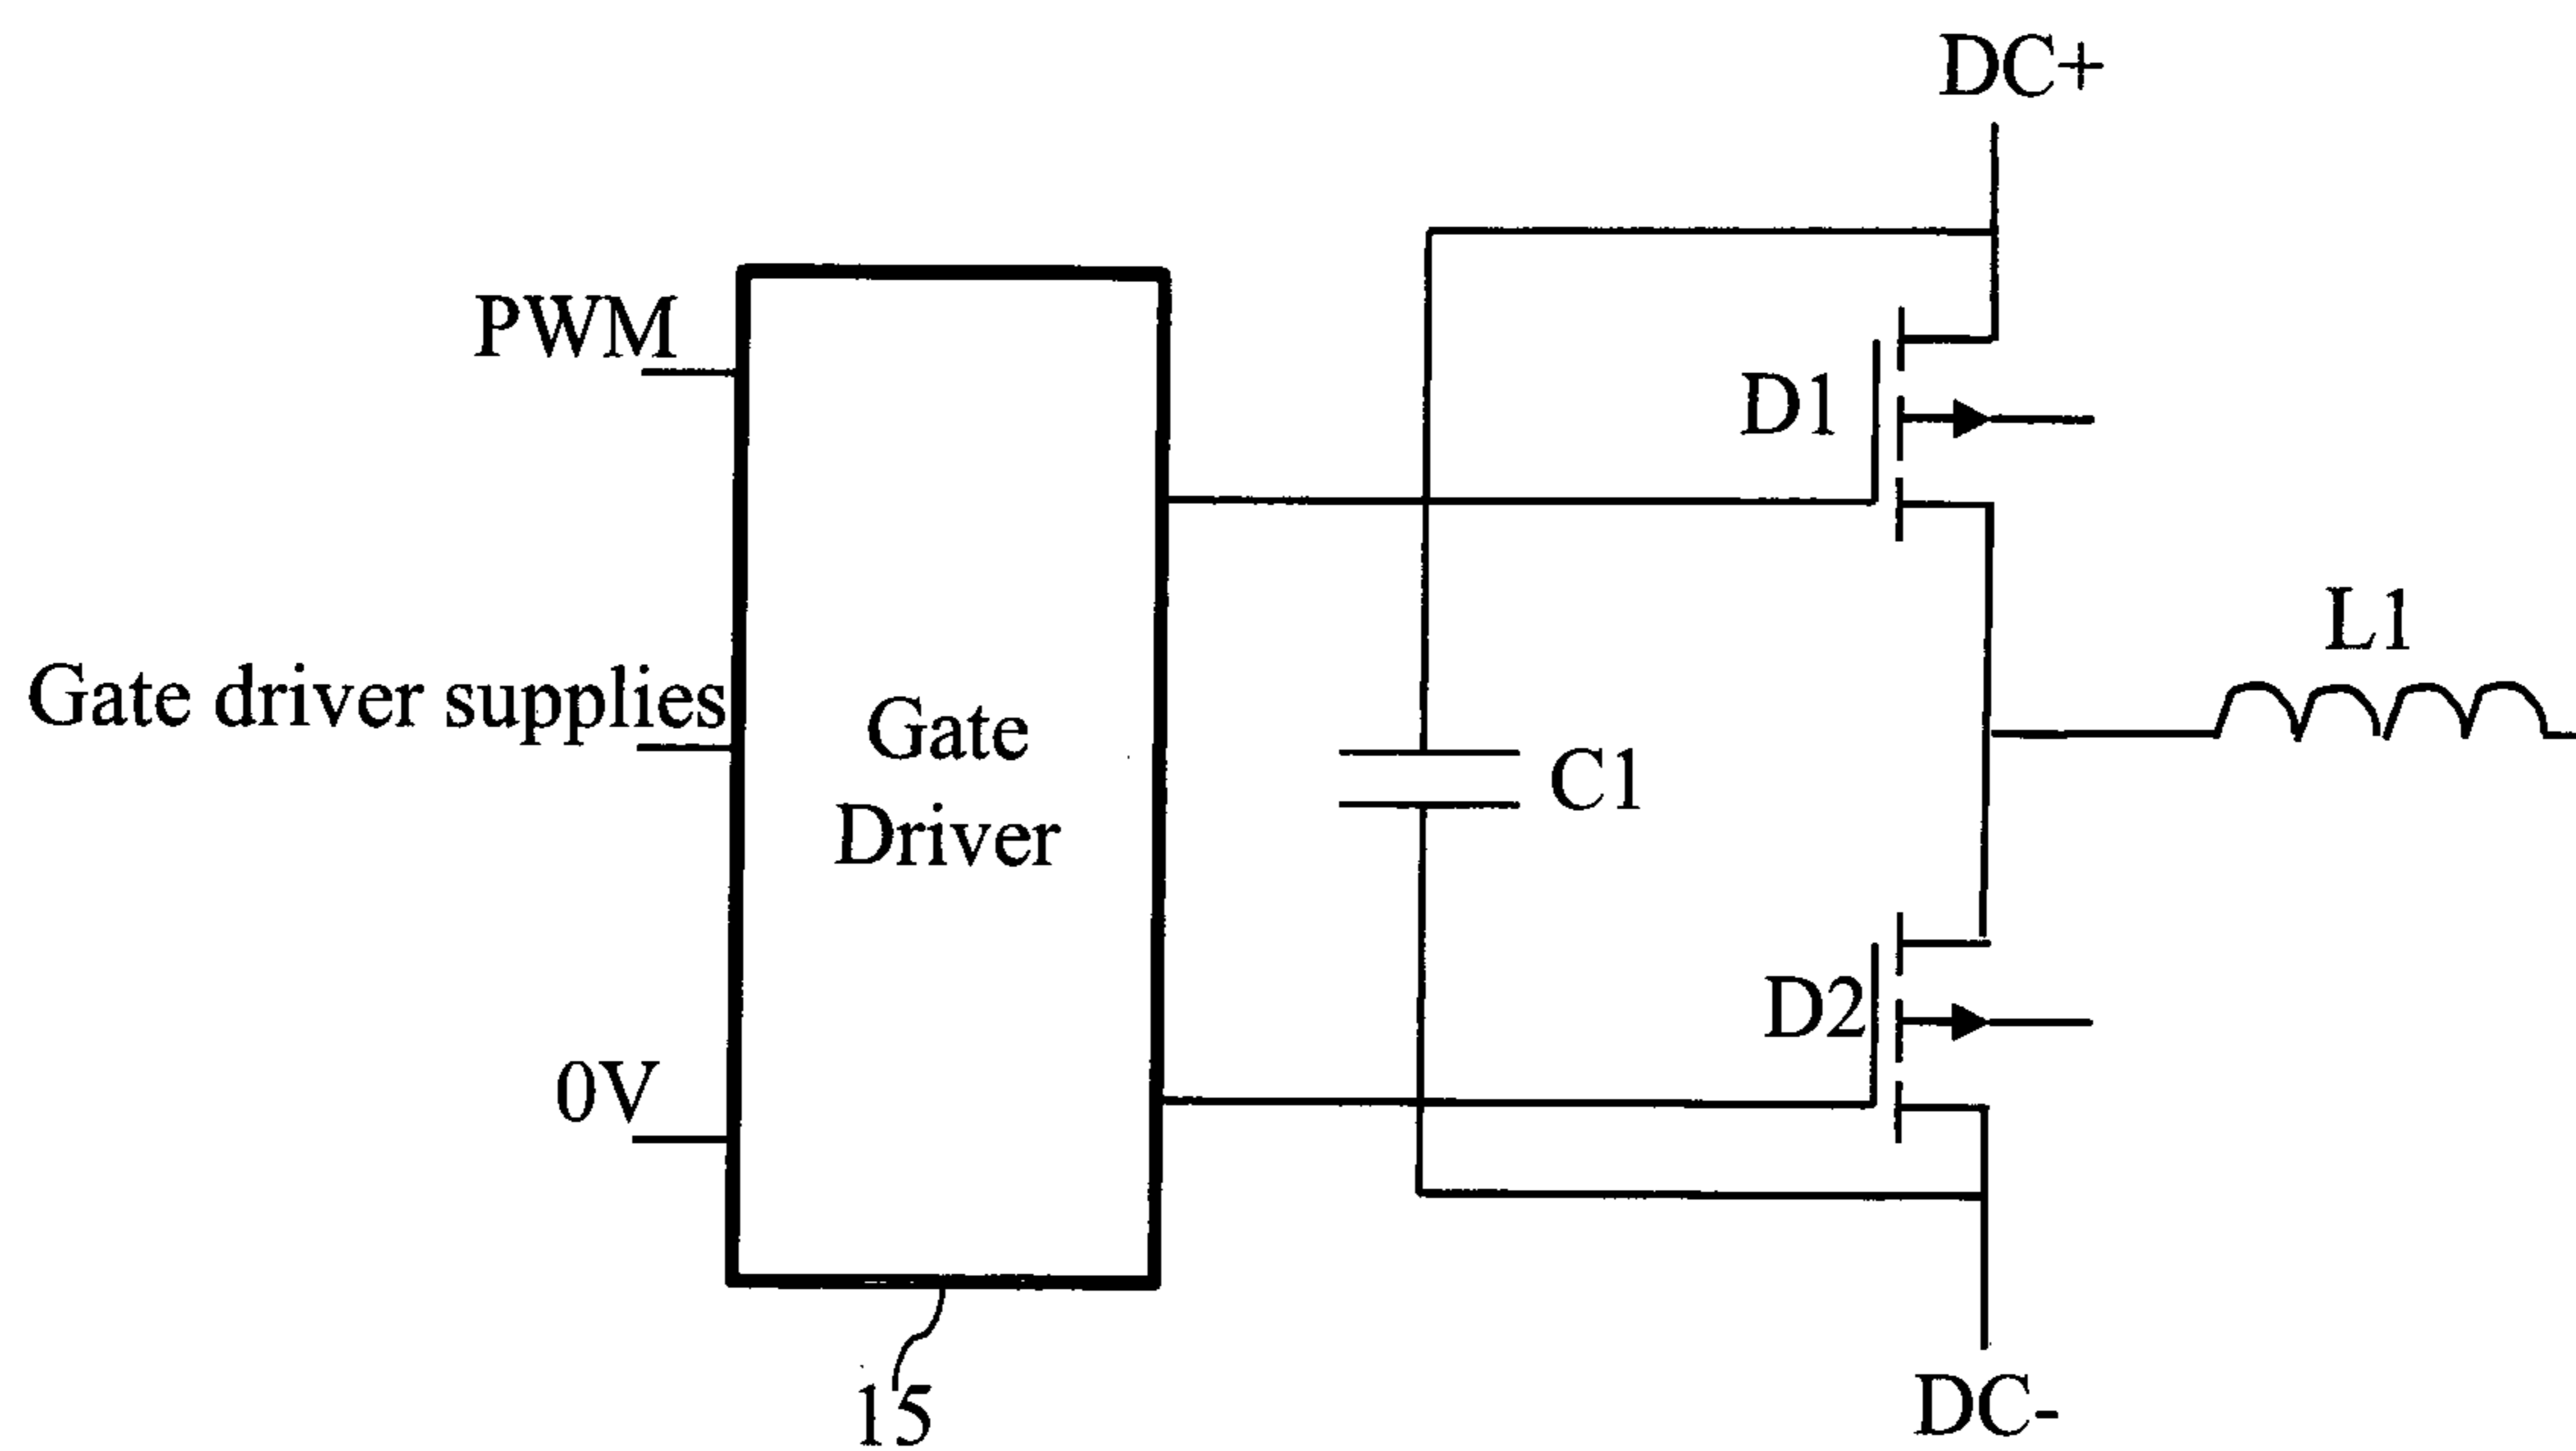 DC+
PWM
D1
L1
Gate driver supplies
Gate
Driver
C1
D2
0V
15
DC-